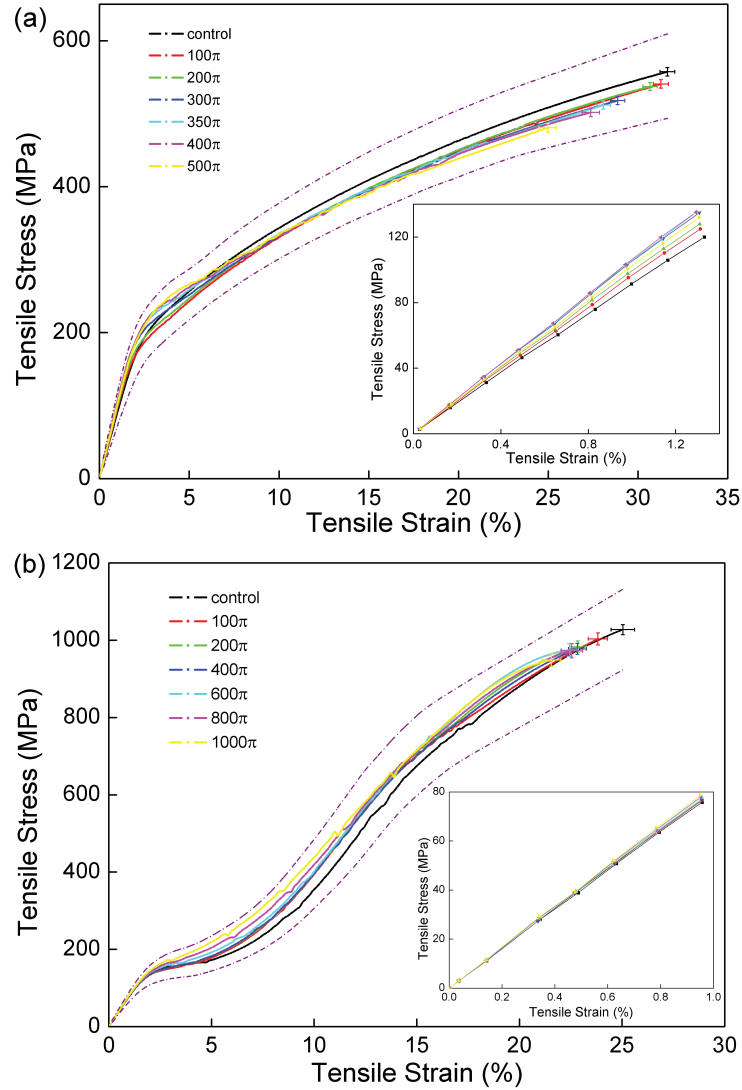 (a)
600
400
200
0
Tensile Stress (MPa)
control
100π
200π
300π
350π
400π
500π
120
80
40
0
Tensile Stress (MPa)
0.0 0.4 0.8 1.2
Tensile Strain (%)
0 5 10 15 20 25 30 35
Tensile Strain (%)
(b)
1200
1000
800
600
400
200
0
Tensile Stress (MPa)
control
100π
200π
400π
600π
800π
1000π
80
60
40
20
0
Tensile Stress (MPa)
0.0 0.2 0.4 0.6 0.8 1.0
Tensile Strain (%)
0 5 10 15 20 25 30
Tensile Strain (%)